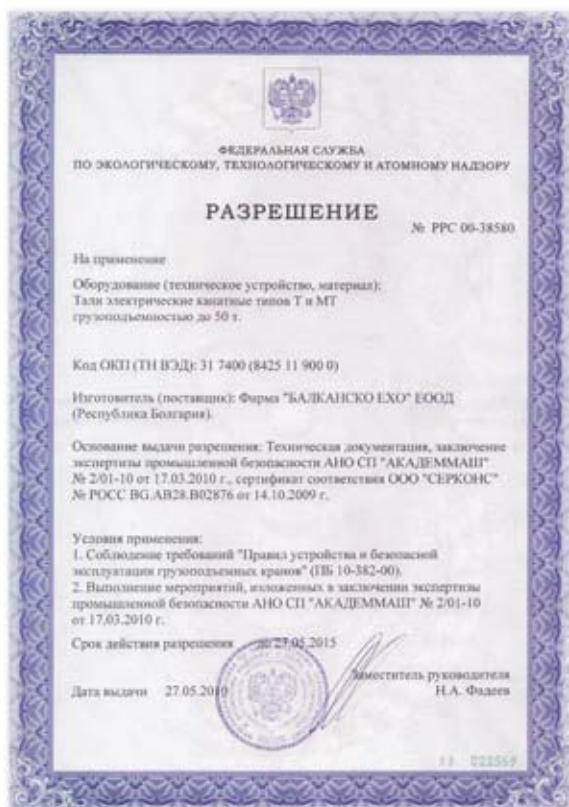 ФЕДЕРАЛЬНАЯ СЛУЖБА
ПО ЭКОЛОГИЧЕСКОМУ, ТЕХНОЛОГИЧЕСКОМУ И АТОМНОМУ НАДЗОРУ
РАЗРЕШЕНИЕ
№ РРС 00-38580
На применение
Оборудование (техническое устройство, материал):
Тали электрические канатные типов Т и МТ
грузоподъемностью до 50 т.
Код ОКП (ТН ВЭД): 31 7400 (8425 11 900 0)
Изготовитель (поставщик): Фирма "БАЛКАНСКО ЕХО" ЕООД
(Республика Болгария).
Основание выдачи разрешения: Техническая документация, заключение
экспертизы промышленной безопасности АНО СП "АКАДЕММАШ"
№ 2/01-10 от 17.03.2010 г., сертификат соответствия ООО "СЕРКОНС"
№ РОСС BG.АВ28.В02876 от 14.10.2009 г.
Условия применения:
1. Соблюдение требований "Правил устройства и безопасной
эксплуатации грузоподъемных кранов" (ПБ 10-382-00).
2. Выполнение мероприятий, изложенных в заключении экспертизы
промышленной безопасности АНО СП "АКАДЕММАШ" № 2/01-10
от 17.03.2010 г.
Срок действия разрешения до 27.05.2015
Заместитель руководителя
Дата выдачи 27.05.2010 Н.А. Фадеев